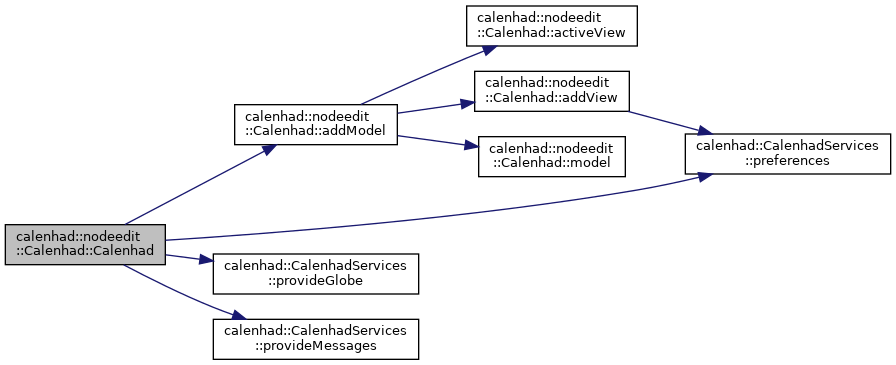 calenhad::nodeedit
::Calenhad::activeView
calenhad::nodeedit
::Calenhad::addView
calenhad::nodeedit
::Calenhad::addModel
calenhad::CalenhadServices
::preferences
calenhad::nodeedit
::Calenhad::model
calenhad::nodeedit
::Calenhad::Calenhad
calenhad::CalenhadServices
::provideGlobe
calenhad::CalenhadServices
::provideMessages